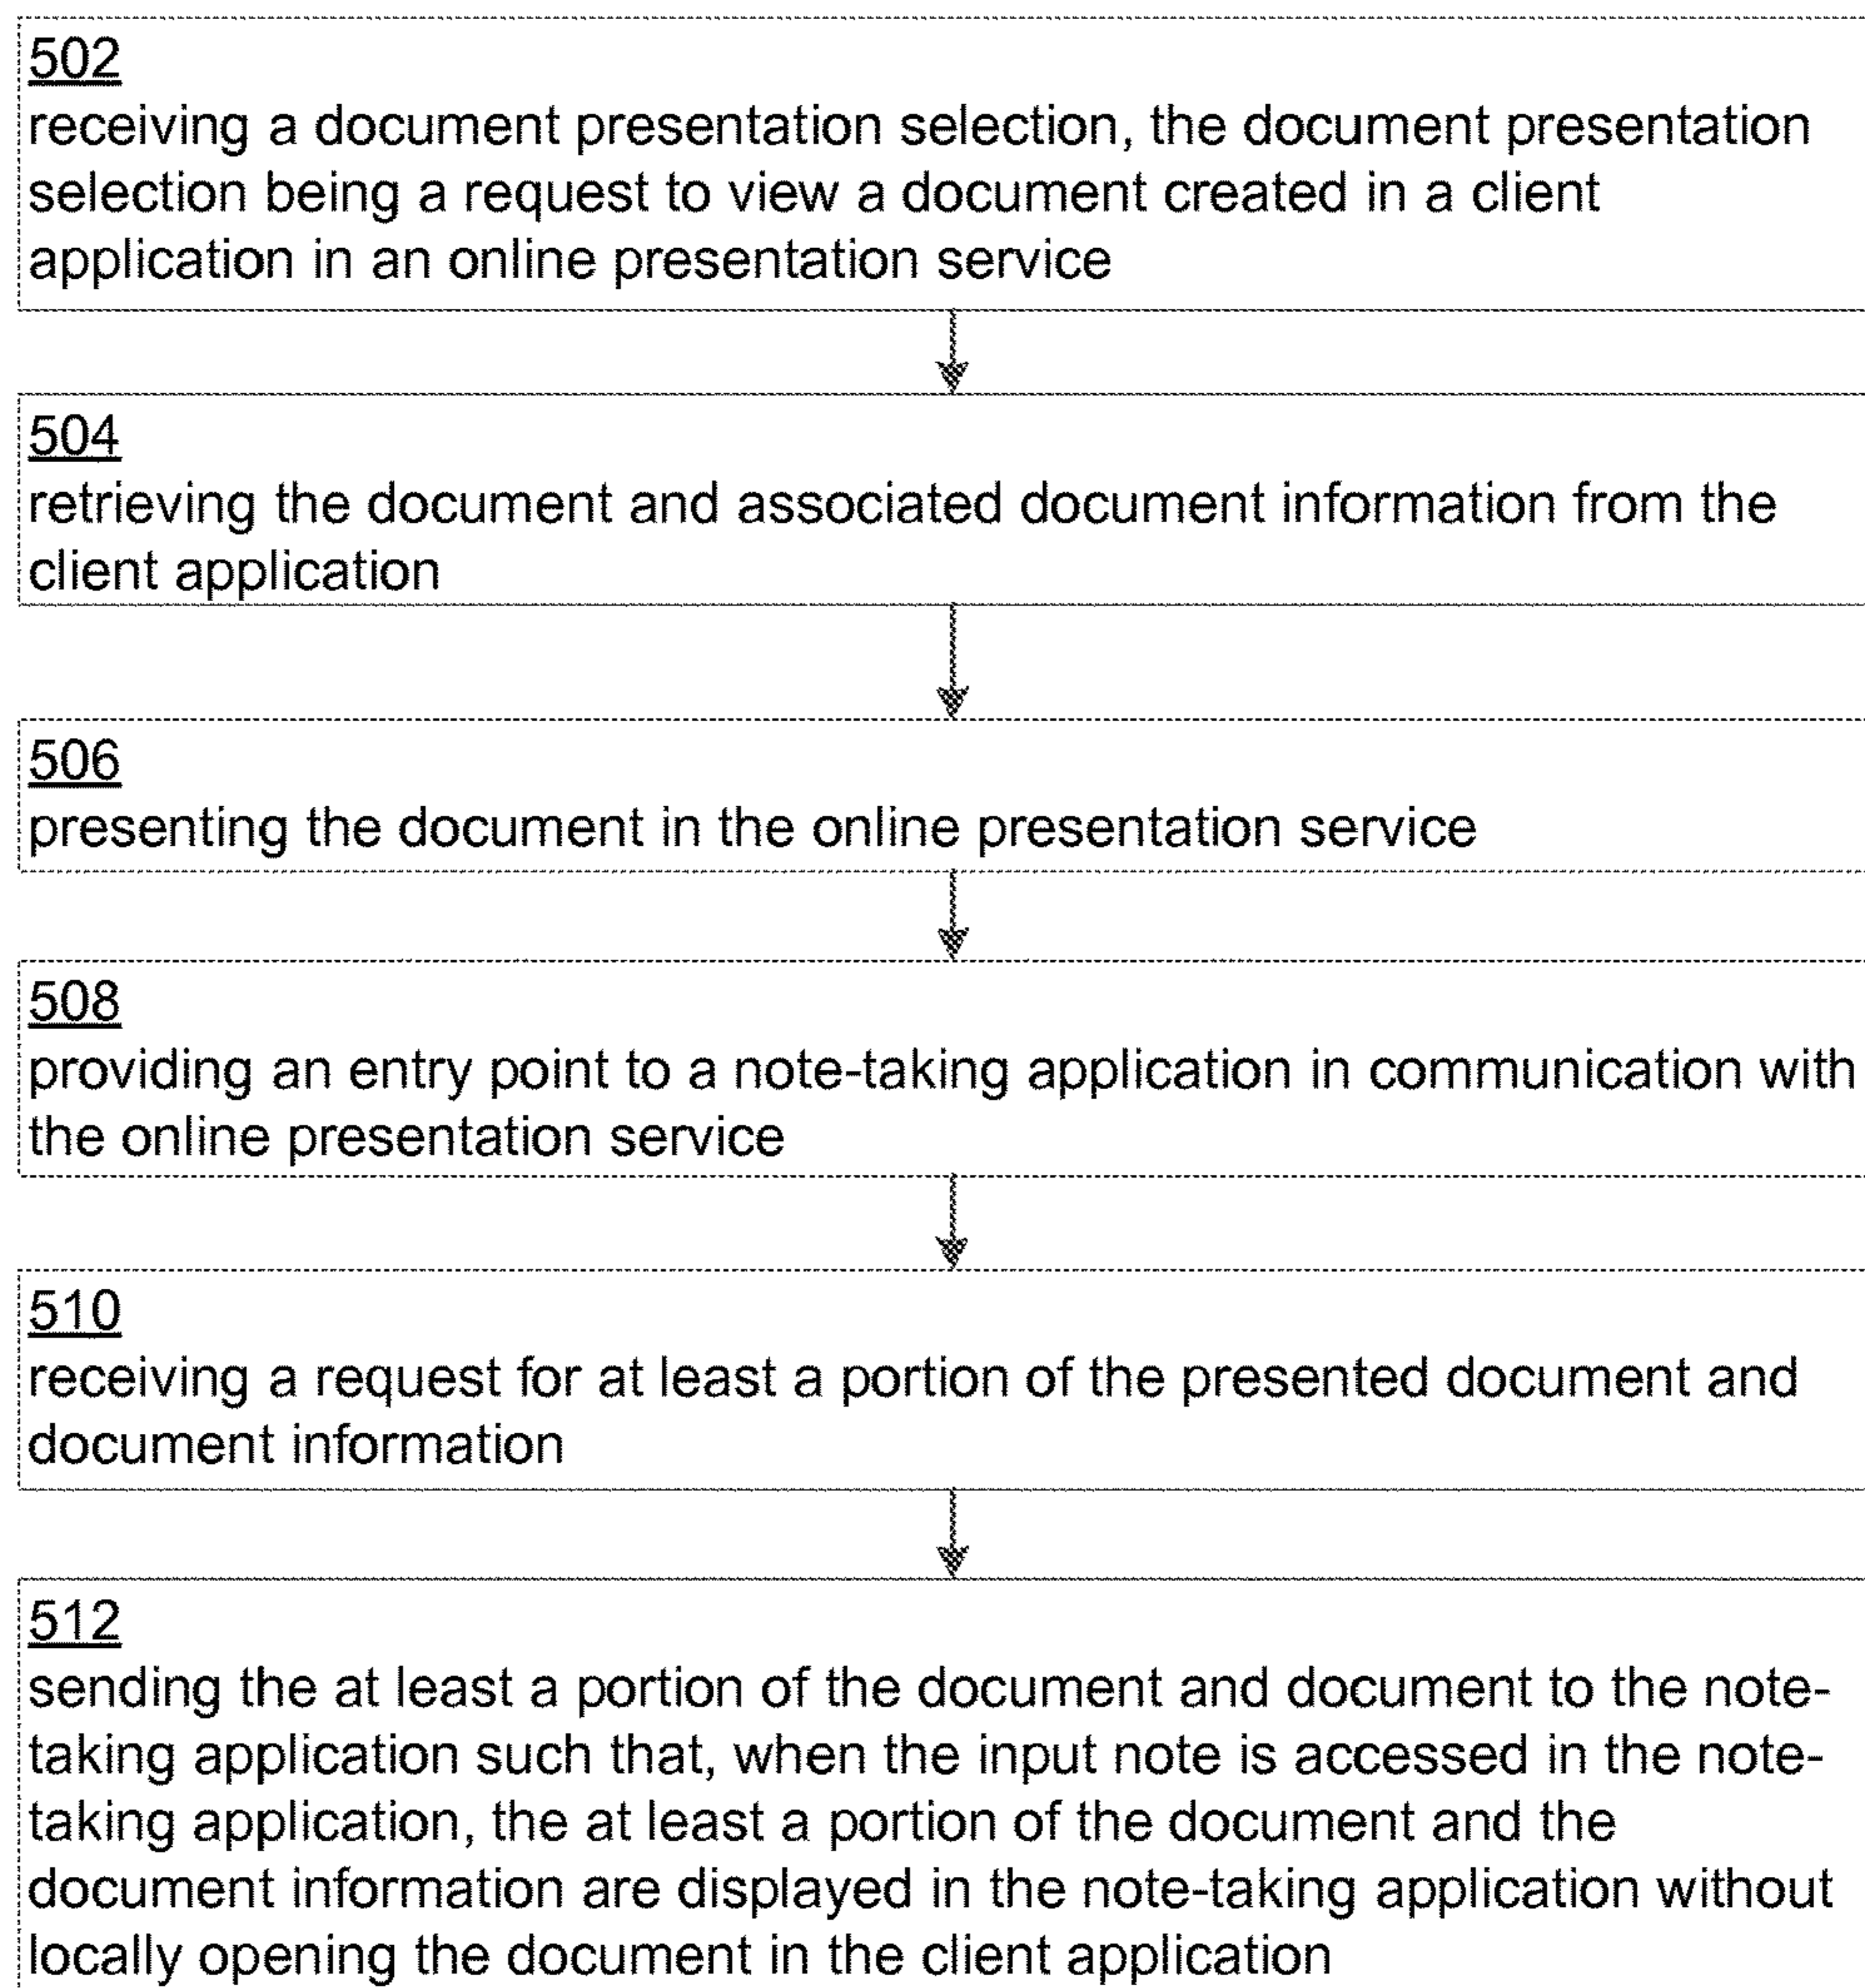 502
receiving a document presentation selection, the document presentation
selection being a request to view a document created in a client
application in an online presentation service
504
retrieving the document and associated document information from the
client application
506
presenting the document in the online presentation service
508
providing an entry point to a note-taking application in communication with
the online presentation service
510
receiving a request for at least a portion of the presented document and
document information
512
sending the at least a portion of the document and document to the note-
taking application such that, when the input note is accessed in the note-
taking application, the at least a portion of the document and the
document information are displayed in the note-taking application without
locally opening the document in the client application